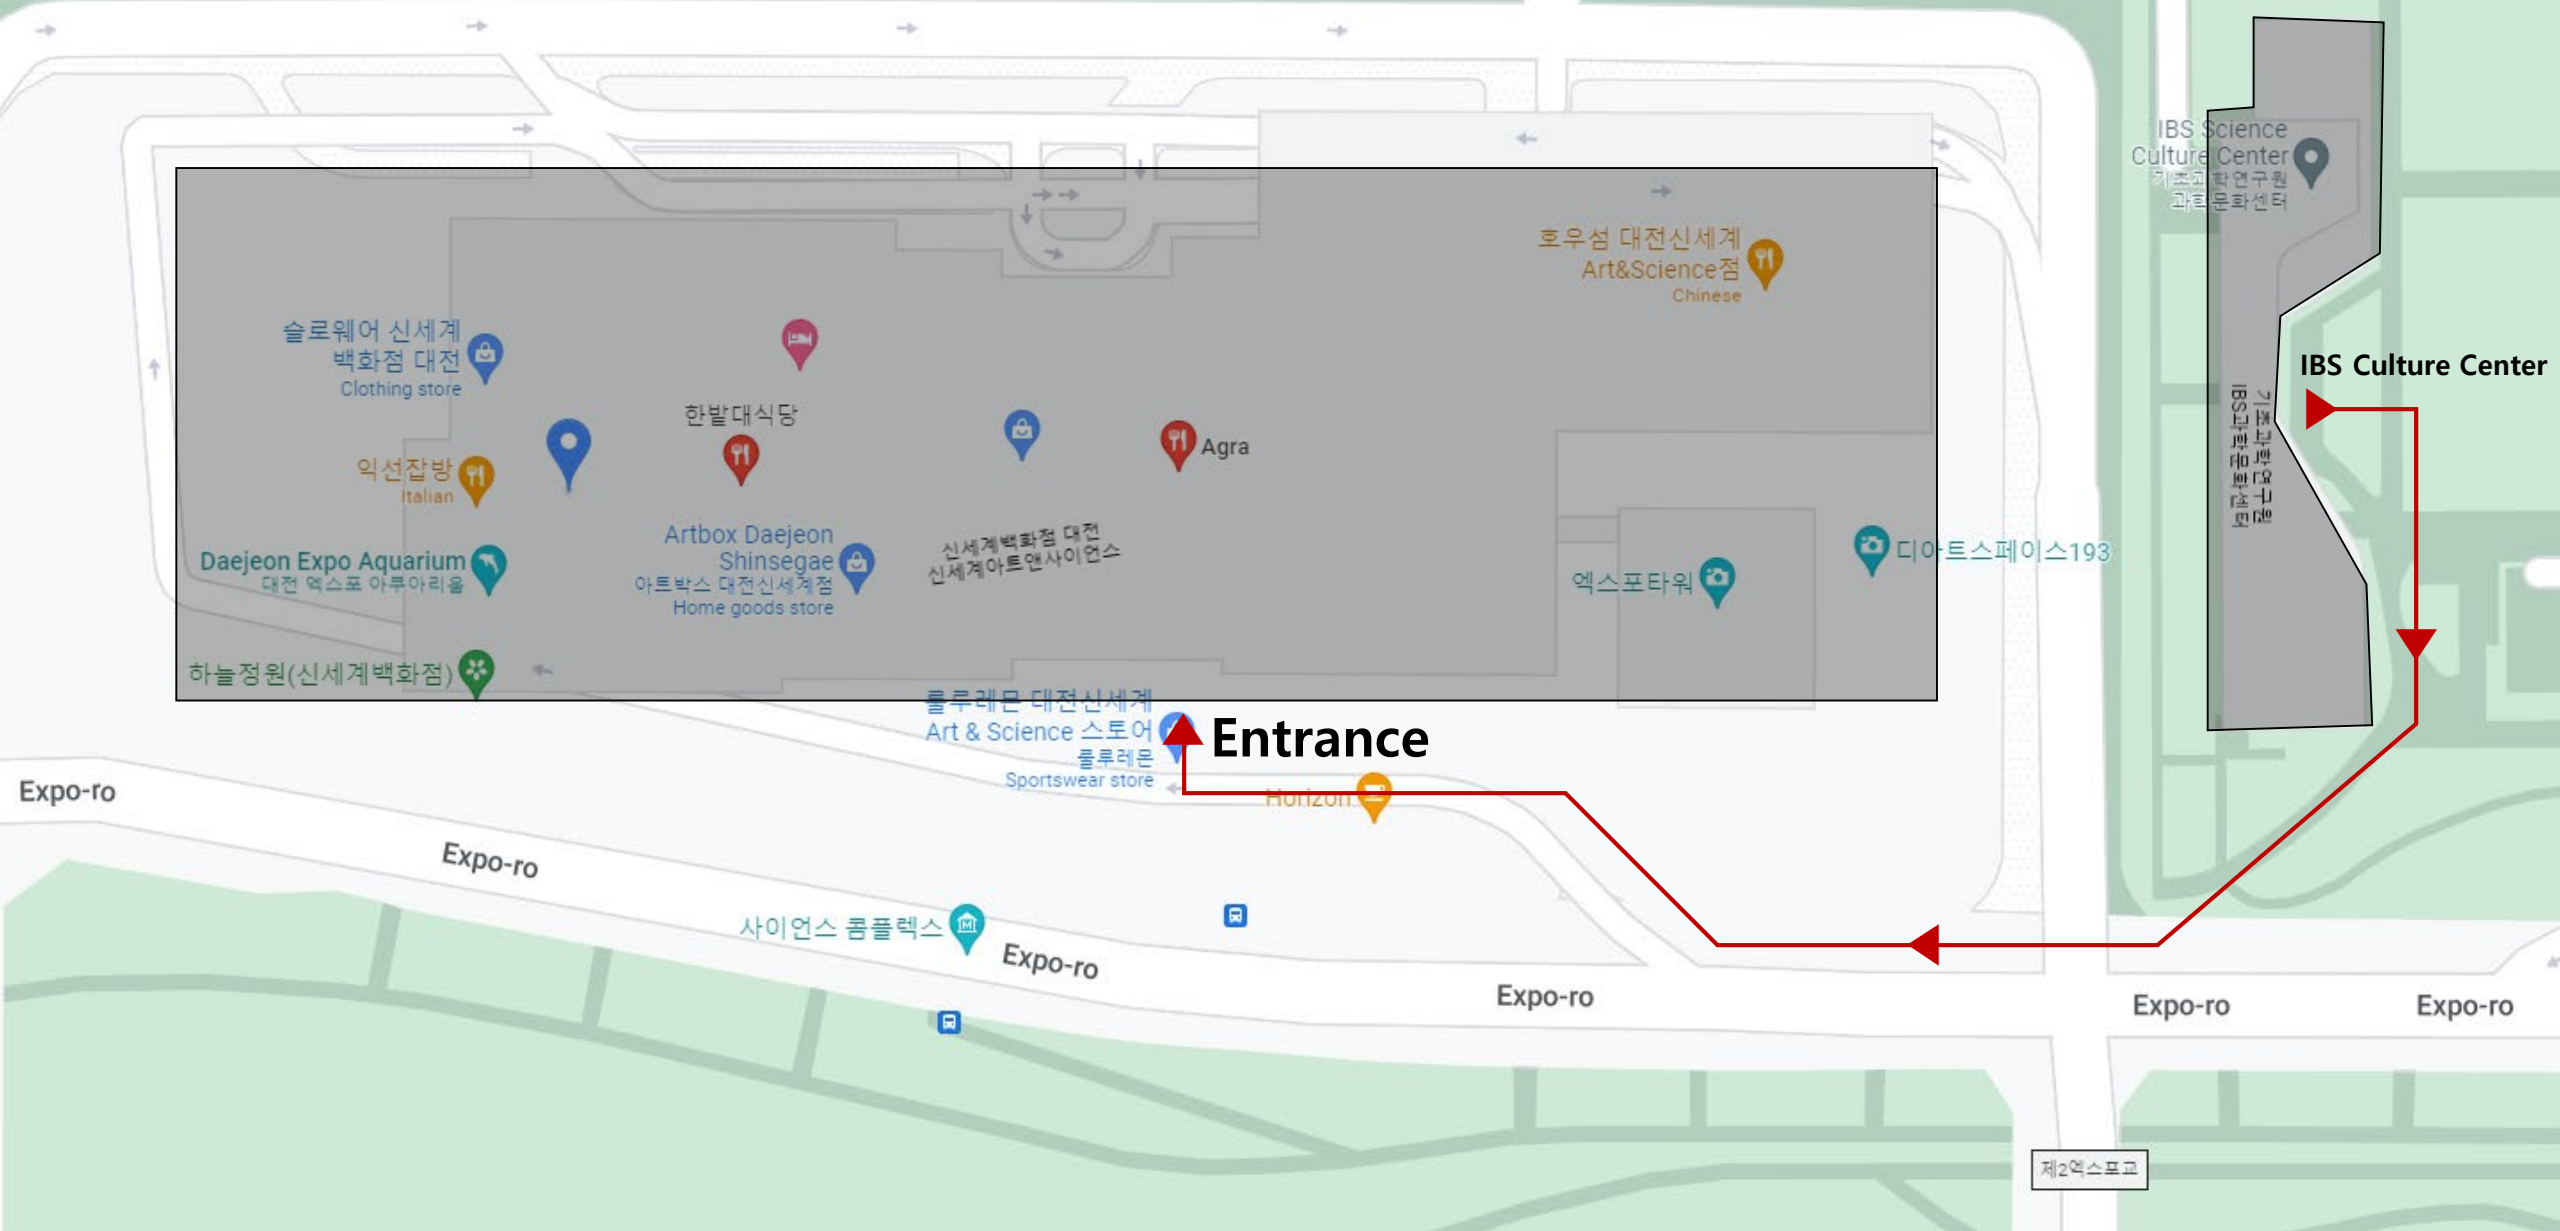 IBS Science
Culture Center
기초과학연구원
과학문화센터
호우섬 대전신세계
Art&Science점
Chinese
슬로웨어 신세계
백화점 대전
Clothing store
IBS Culture Center
기초과학연구원
IBS과학문화센터
한밭대식당
Agra
익선잡방
Italian
Artbox Daejeon
Shinsegae
아트박스 대전신세계점
Home goods store
신세계백화점 대전
신세계아트앤사이언스
Daejeon Expo Aquarium
대전 엑스포 아쿠아리움
엑스포타워
디아트스페이스193
하늘정원(신세계백화점)
룰루레몬 대전신세계
Art & Science 스토어
룰루레몬
Sportswear store
Entrance
Horizon
Expo-ro
Expo-ro
사이언스 콤플렉스
Expo-ro
Expo-ro
Expo-ro
Expo-ro
제2엑스포교